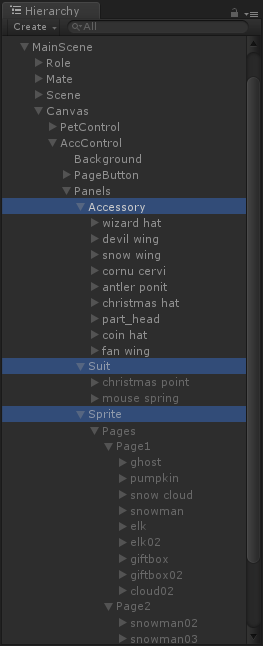 Hierarchy
Create All
MainScene
Role
Mate
Scene
Canvas
PetControl
AccControl
Background
PageButton
Panels
Accessory
wizard hat
devil wing
snow wing
cornu cervi
antler ponit
christmas hat
part_head
coin hat
fan wing
Suit
christmas point
mouse spring
Sprite
Pages
Page1
ghost
pumpkin
snow cloud
snowman
elk
elk02
giftbox
giftbox02
cloud02
Page2
snowman02
snowman03